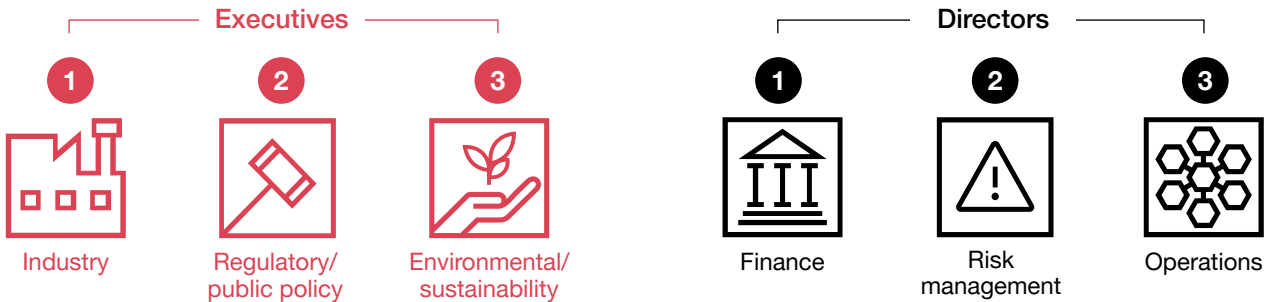 Executives
1
2
3
Industry
Regulatory/
public policy
Environmental/
sustainability
Directors
1
2
3
Finance
Risk
management
Operations